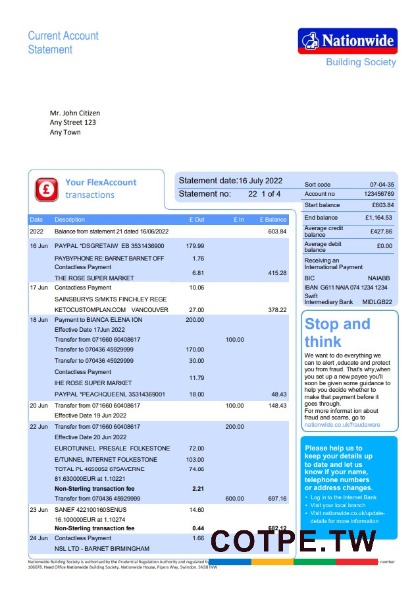 Current Account
Statement
Nationwide
Building Society
Mr. John Citizen
Any Street 123
Any Town
Your FlexAccount
transactions
Statement date:16 July 2022
Statement no: 22 1 of 4
Sort code 07-04-35
Account no 123456789
Start balance £603.84
End balance £1,164.53
Average credit
balance £427.86
Average debit
balance £0.00
Receiving an
International Payment
BIC NAIABB
IBAN G611 NAIA 074 1234 1234
Swift
Intermediary Bank MIDLGB22
Date Description £ Out £ In £ Balance
2022 Balance from statement 21 dated 16/06/2022 603.84
16 Jun PAYPAL *DSGRETAIW EB 3531436900 179.99
PAYBYPHONE RE BARNET BARNET OFF 1.76
Contactless Payment
THE ROSE SUPER MARKET 6.81 415.28
17 Jun Contactless Payment 10.06
SAINSBURYS S/MKTS FINCHLEY REGE
KETOCUSTOMPLAN.COM VANCOUVER 27.00 378.22
18 Jun Payment to BIANCA ELENA ION 200.00
Effective Date 17Jun 2022
Transfer from 071660 60408617 100.00
Transfer to 070436 45929999 170.00
Transfer to 070436 45929999 30.00
Contactless Payment
IHE ROSE SUPER MARKET 11.79
PAYPAL *PEACHQUEENL 35314369001 18.00 48.43
20 Jun Transfer from 071660 60408617 100.00 148.43
Effective Date 19 Jun 2022
22 Jun Transfer from 071660 60408617 200.00
Effective Date 20 Jun 2022
EUROTUNNEL PRESALE FOLKESTONE 72.00
E/TUNNEL INTERNET FOLKESTONE 103.00
TOTAL PL 4650652 67SAVERNE 74.06
81.630000EUR at 1.10221
Non-Sterling transaction fee 2.21
Transfer from 070436 45929999 600.00 697.16
23 Jun SANEF 422100160SENUS 14.60
16.100000EUR at 1.10274
Non-Sterling transaction fee 0.44 682.12
24 Jun Contactless Payment 1.66
NSL LTD - BARNET BIRMINGHAM
Stop and
think
We want to do everything we
can to alert ,educate and protect
you from fraud. That's why,when
you set up a new payee you'll
soon be given some guidance to
help you decide whether to
make that payment before it
goes through.
For more information about
fraud and scams, go to
nationwide.co.uk/fraudaware
Please help us to
keep your details up
up to date and let us
know if your name,
telephone numbers
or address changes.
• Log in to the Internet Bank
• Visit your local branch
• Visit nationwide.co.uk/update-
details for more information
COTPE.TW
Nationwide Building Society is authorised by the Prudential Regulation Authority and regulated by
number
106078. Head Office Nationwide Building Society, Nationwide House, Pipers Way, Swindon, SN38 1NW.